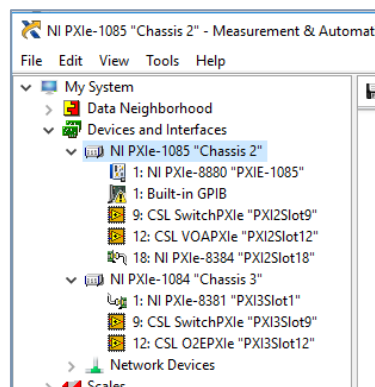 NI PXIe-1085 "Chassis 2" - Measurement & Automat
File Edit View Tools Help
My System
Data Neighborhood
Devices and Interfaces
NI PXIe-1085 "Chassis 2"
1: NI PXIe-8880 "PXIE-1085"
1: Built-in GPIB
9: CSL SwitchPXIe "PXI2Slot9"
12: CSL VOAPXIe "PXI2Slot12"
18: NI PXIe-8384 "PXI2Slot18"
NI PXIe-1084 "Chassis 3"
1: NI PXIe-8381 "PXI3Slot1"
9: CSL SwitchPXIe "PXI3Slot9"
12: CSL O2EPXIe "PXI3Slot12"
Network Devices
Scales